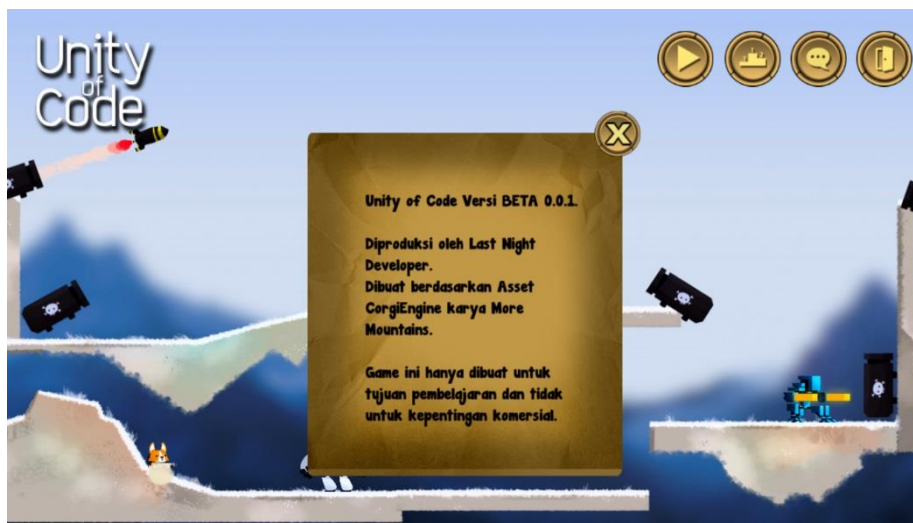 Unity
of
Code
X
Unity of Code Versi BETA 0.0.1.
Diproduksi oleh Last Night
Developer.
Dibuat berdasarkan Asset
CorgiEngine karya More
Mountains.
Game ini hanya dibuat untuk
tujuan pembelajaran dan tidak
untuk kepentingan komersial.